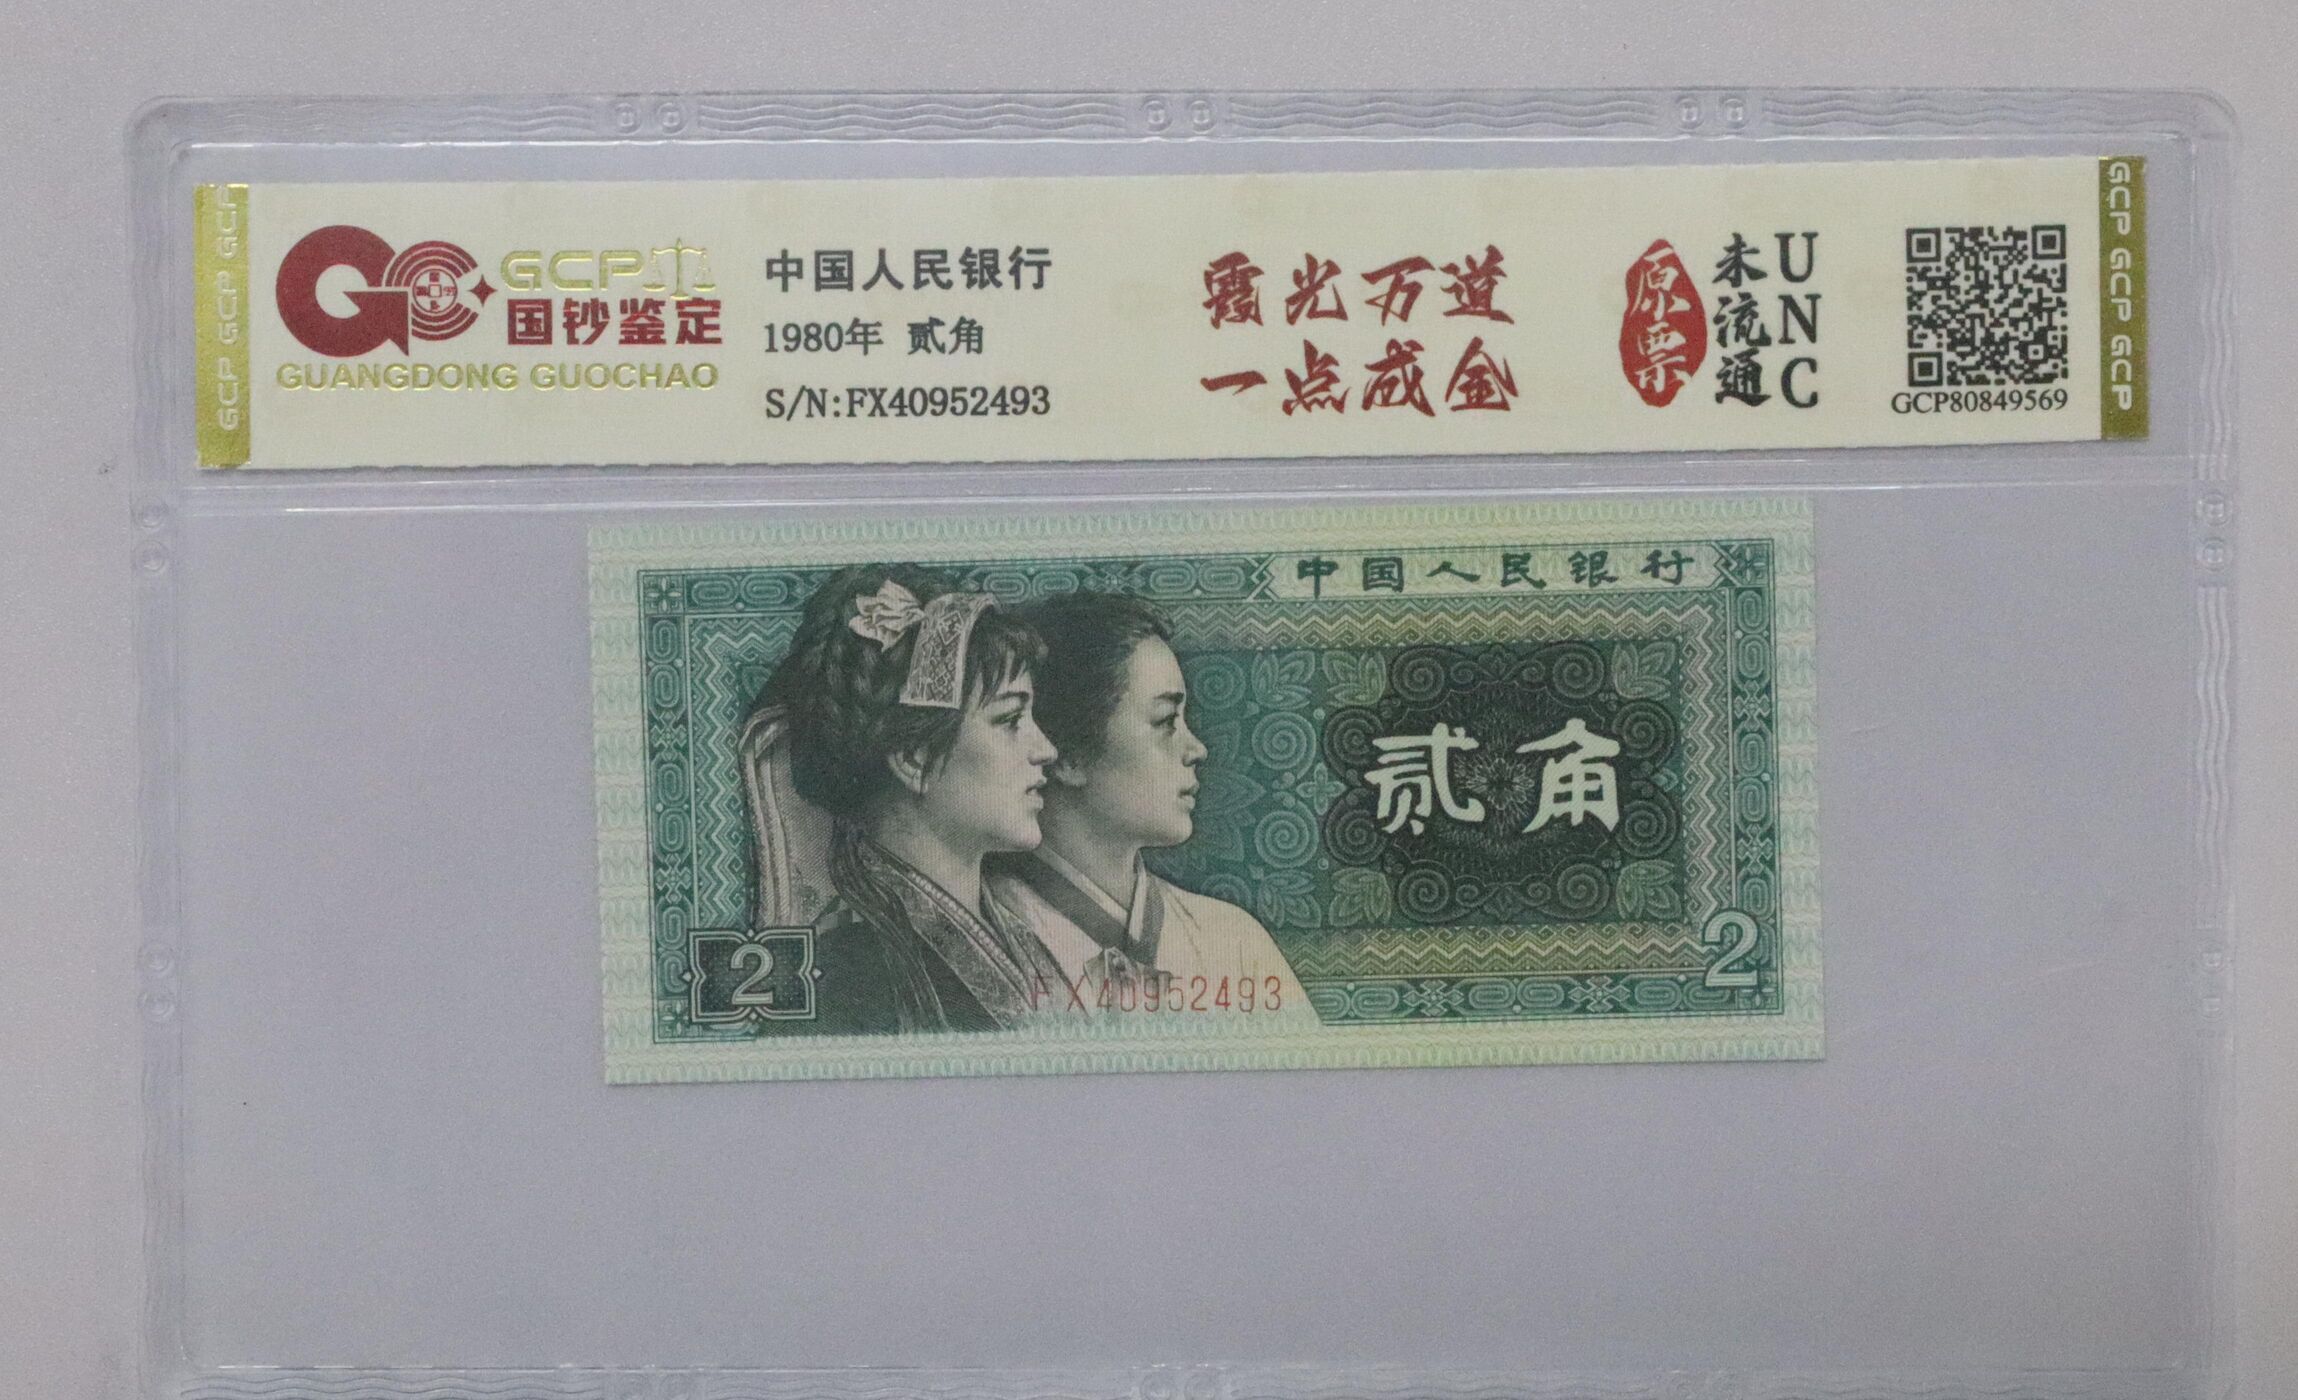 GCP GCP GCP
GCP
国钞鉴定
GUANGDONG GUOCHAO
中国人民银行
1980年 贰角
S/N:FX40952493
霞光万道
一点成金
原票
未流通
UNC
GCP80849569
GCP GCP GCP
中国人民银行
贰角
2
2
FX40952493